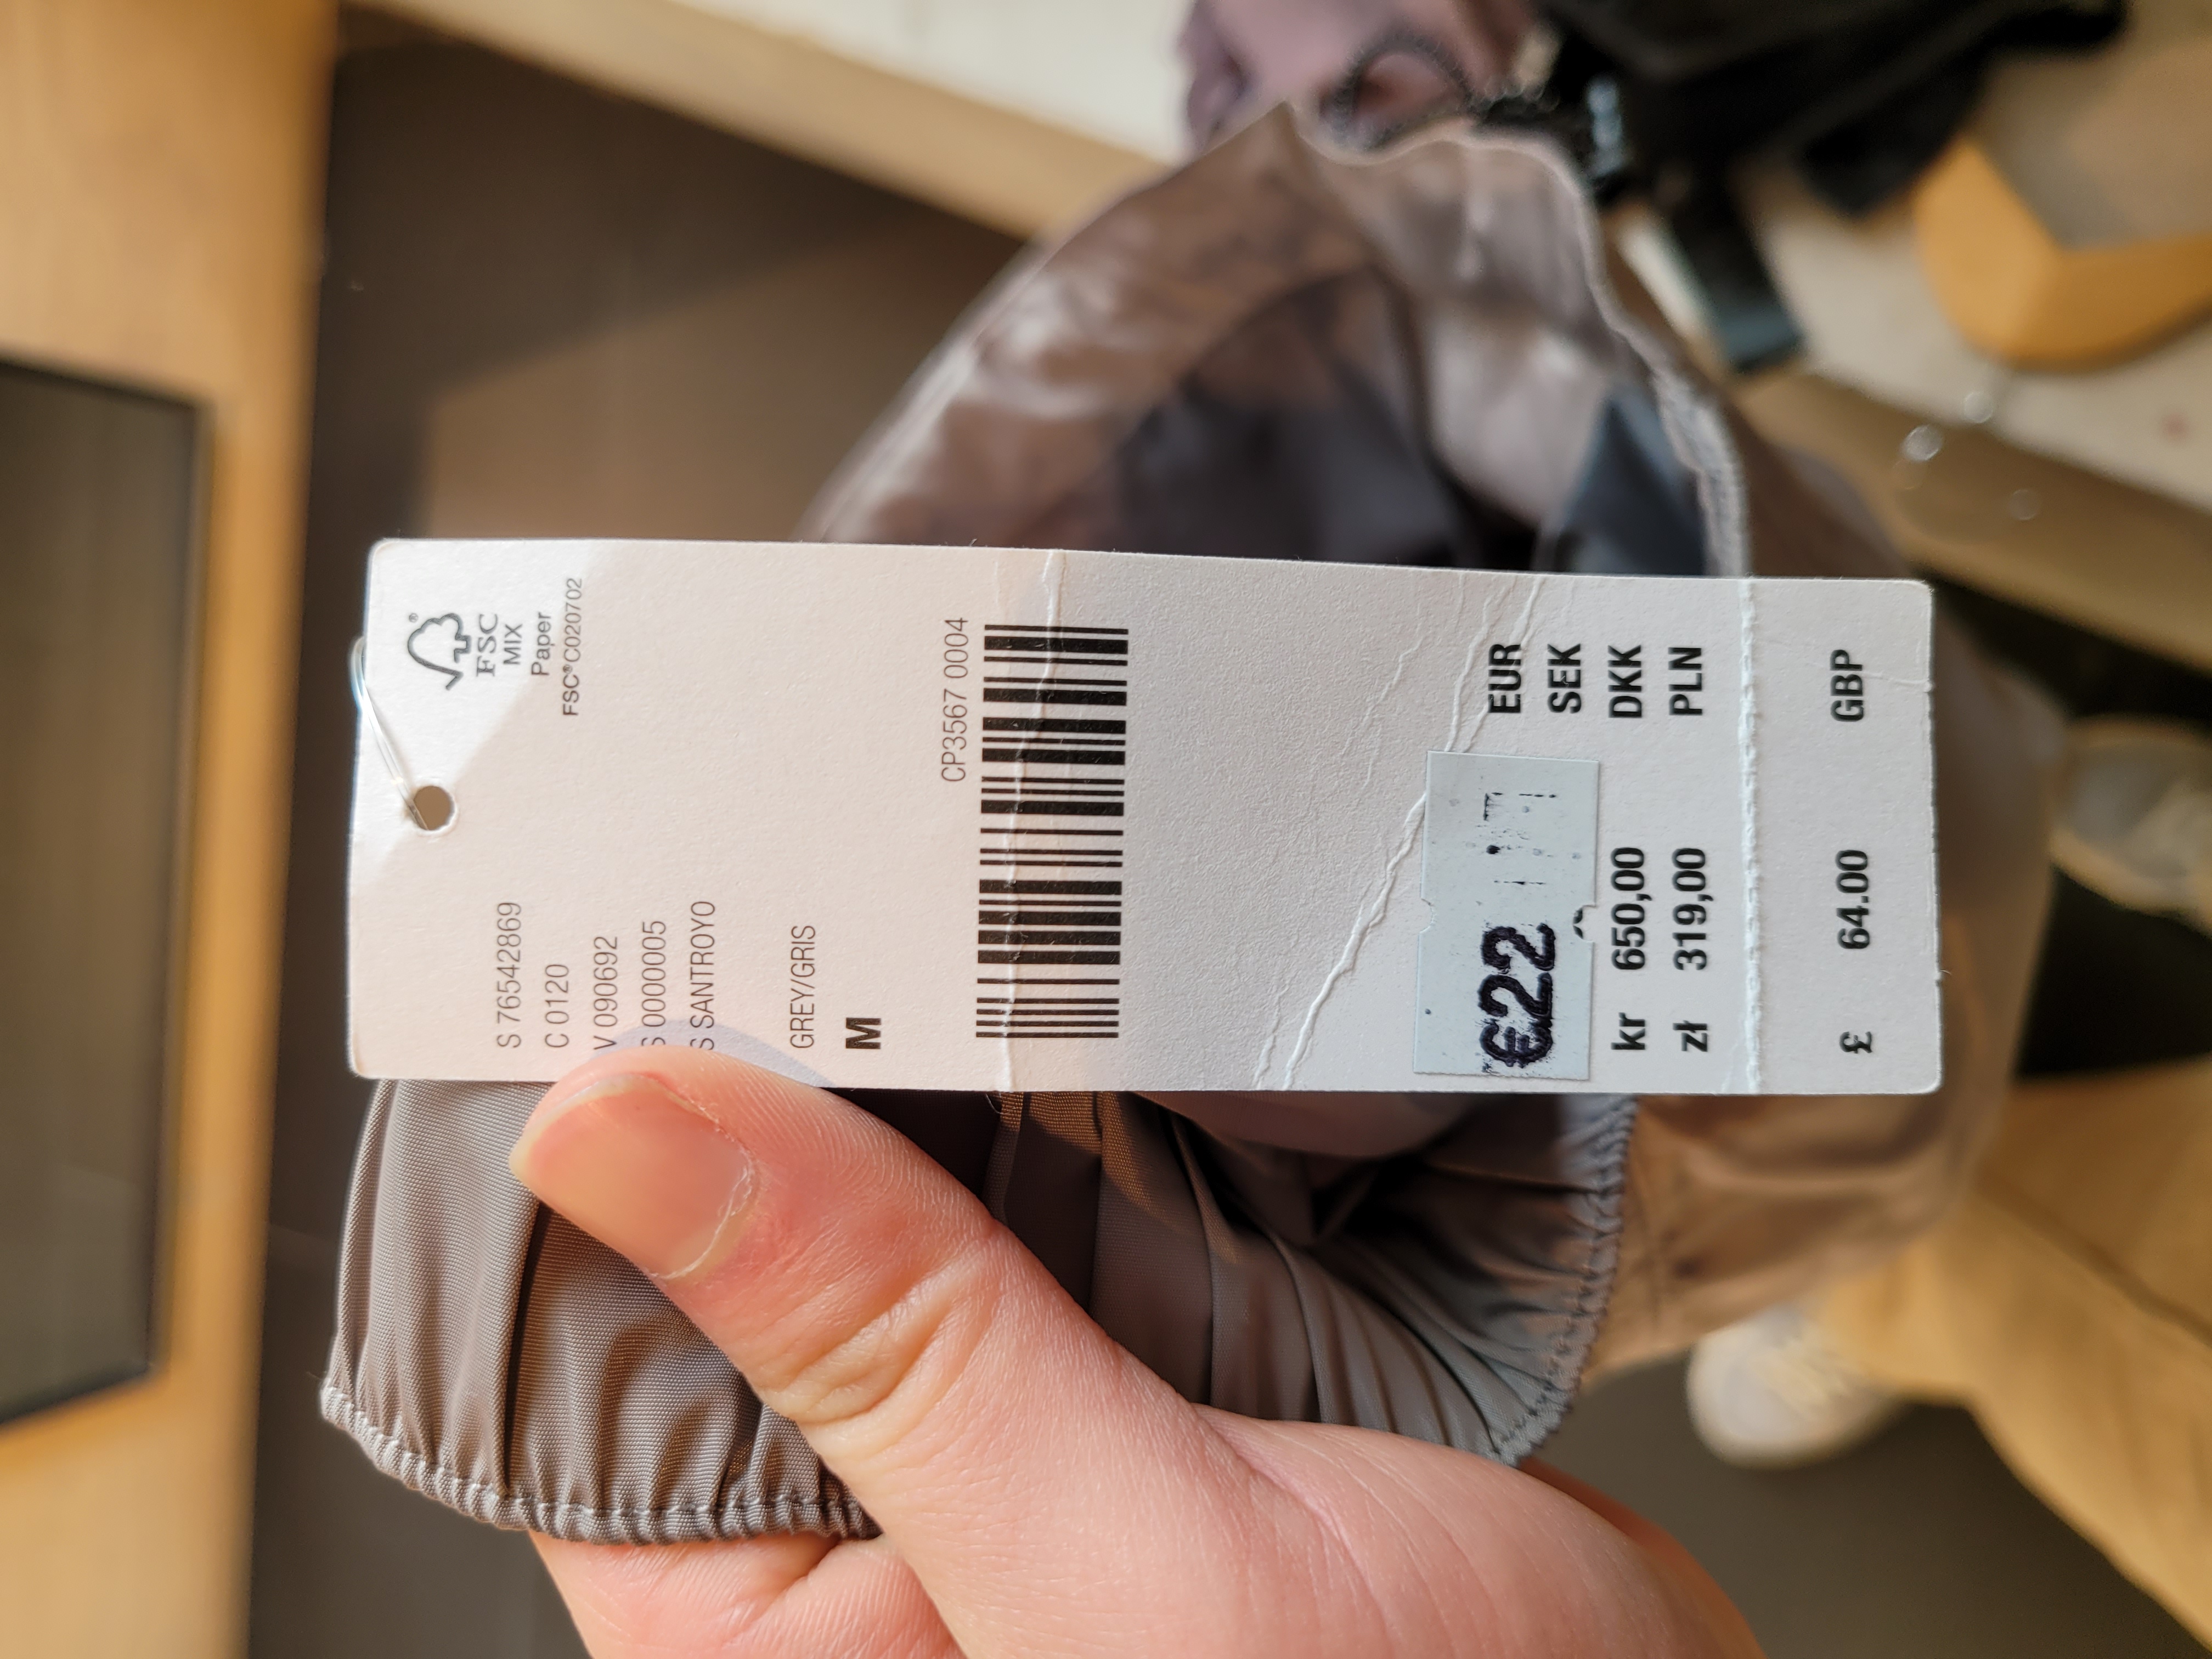 FSC®
MIX
Paper
FSC®C020702
S 76542869
C 0120
V 090692
S 0000005
S SANTROYO
GREY/GRIS
M
CP3567 0004
€22
EUR
SEK
kr 650,00 DKK
zł 319,00 PLN
£ 64.00 GBP